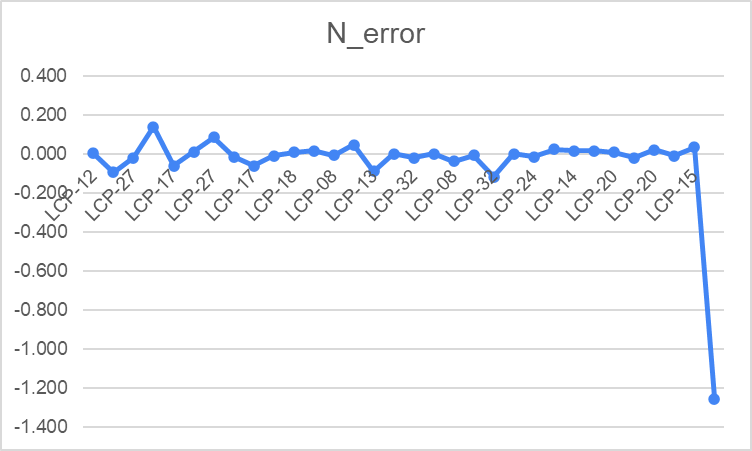 N_error
0.400
0.200
0.000
-0.200
-0.400
-0.600
-0.800
-1.000
-1.200
-1.400
LCP-12
LCP-27
LCP-17
LCP-27
LCP-17
LCP-18
LCP-08
LCP-13
LCP-32
LCP-08
LCP-32
LCP-24
LCP-14
LCP-20
LCP-20
LCP-15